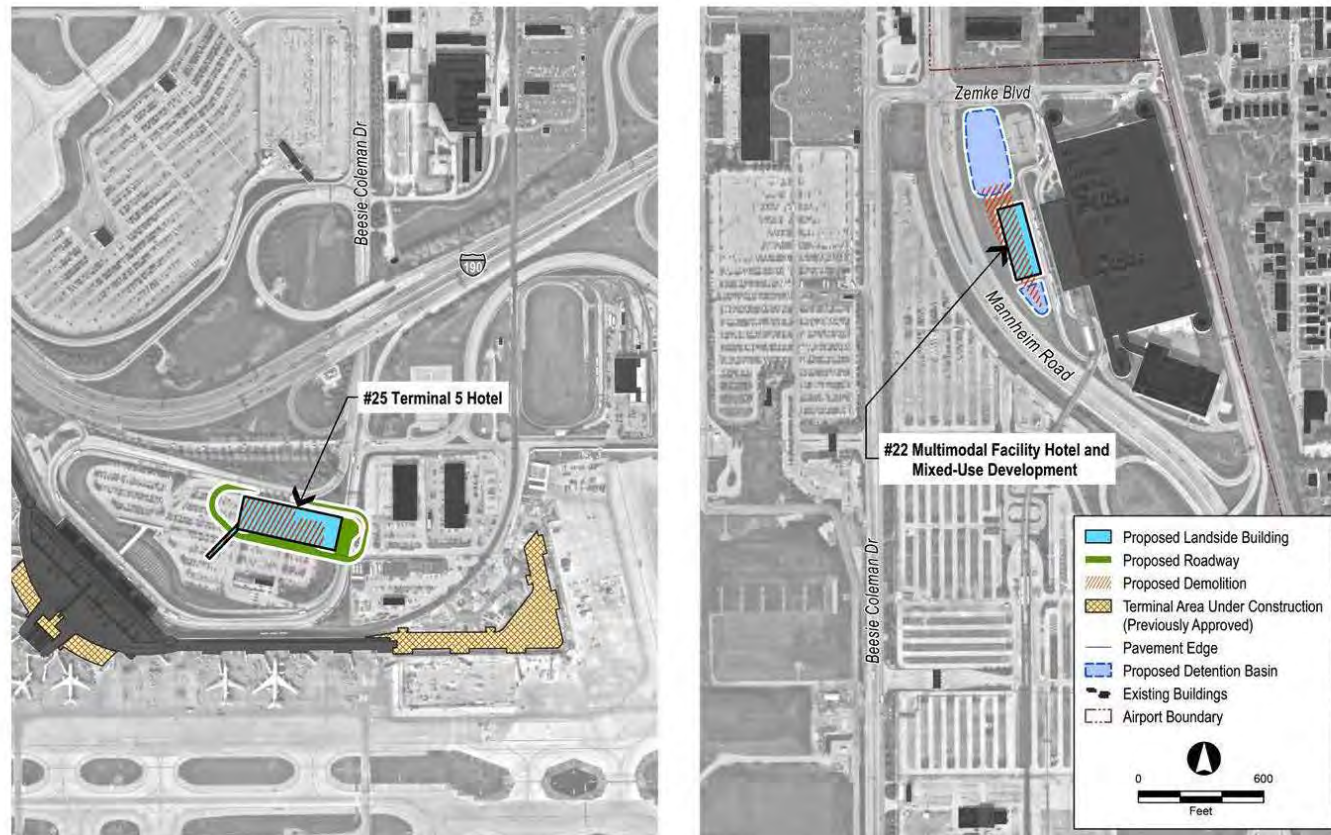 Beesie Coleman Dr
190
#25 Terminal 5 Hotel
Zemke Blvd
Mannheim Road
#22 Multimodal Facility Hotel and
Mixed-Use Development
Beesie Coleman Dr
Proposed Landside Building
Proposed Roadway
Proposed Demolition
Terminal Area Under Construction
(Previously Approved)
Pavement Edge
Proposed Detention Basin
Existing Buildings
Airport Boundary
0 600
Feet